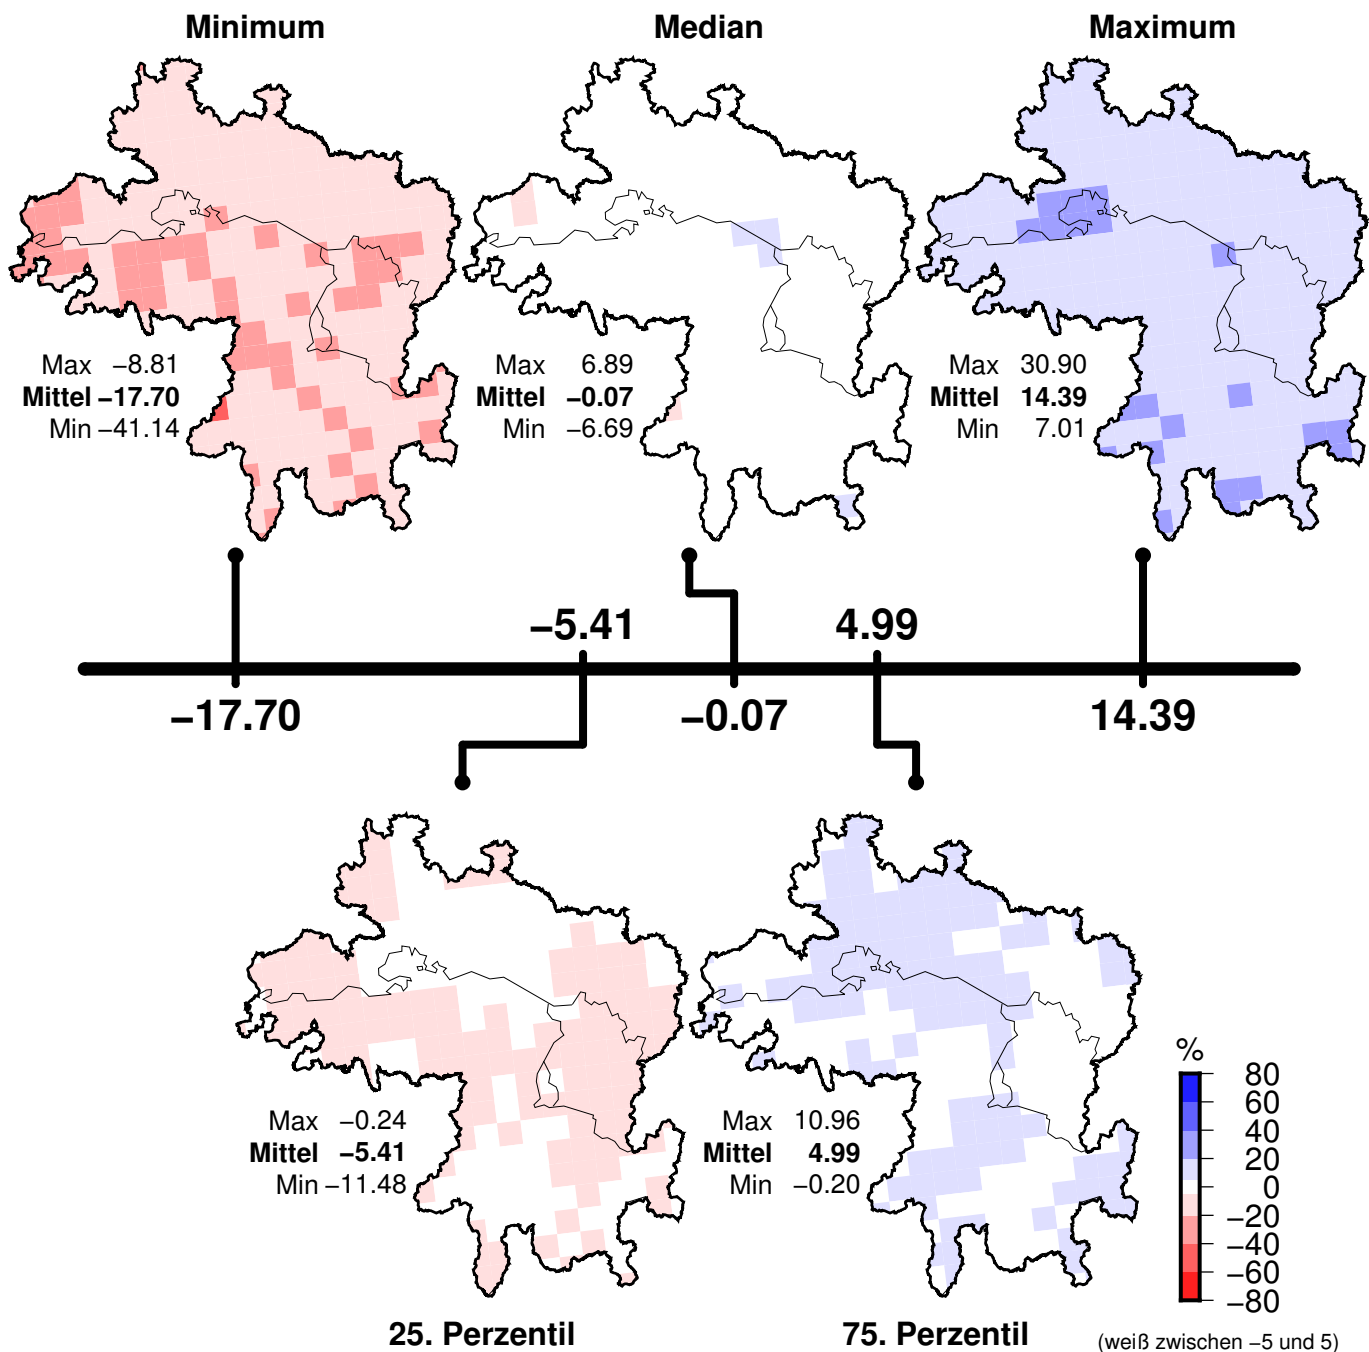 Minimum
Median
Maximum
Max −8.81
Mittel −17.70
Min −41.14
Max 6.89
Mittel −0.07
Min −6.69
Max 30.90
Mittel 14.39
Min 7.01
−5.41
4.99
−17.70
−0.07
14.39
Max −0.24
Mittel −5.41
Min −11.48
Max 10.96
Mittel 4.99
Min −0.20
%
80
60
40
20
0
−20
−40
−60
−80
25. Perzentil
75. Perzentil
(weiß zwischen −5 und 5)